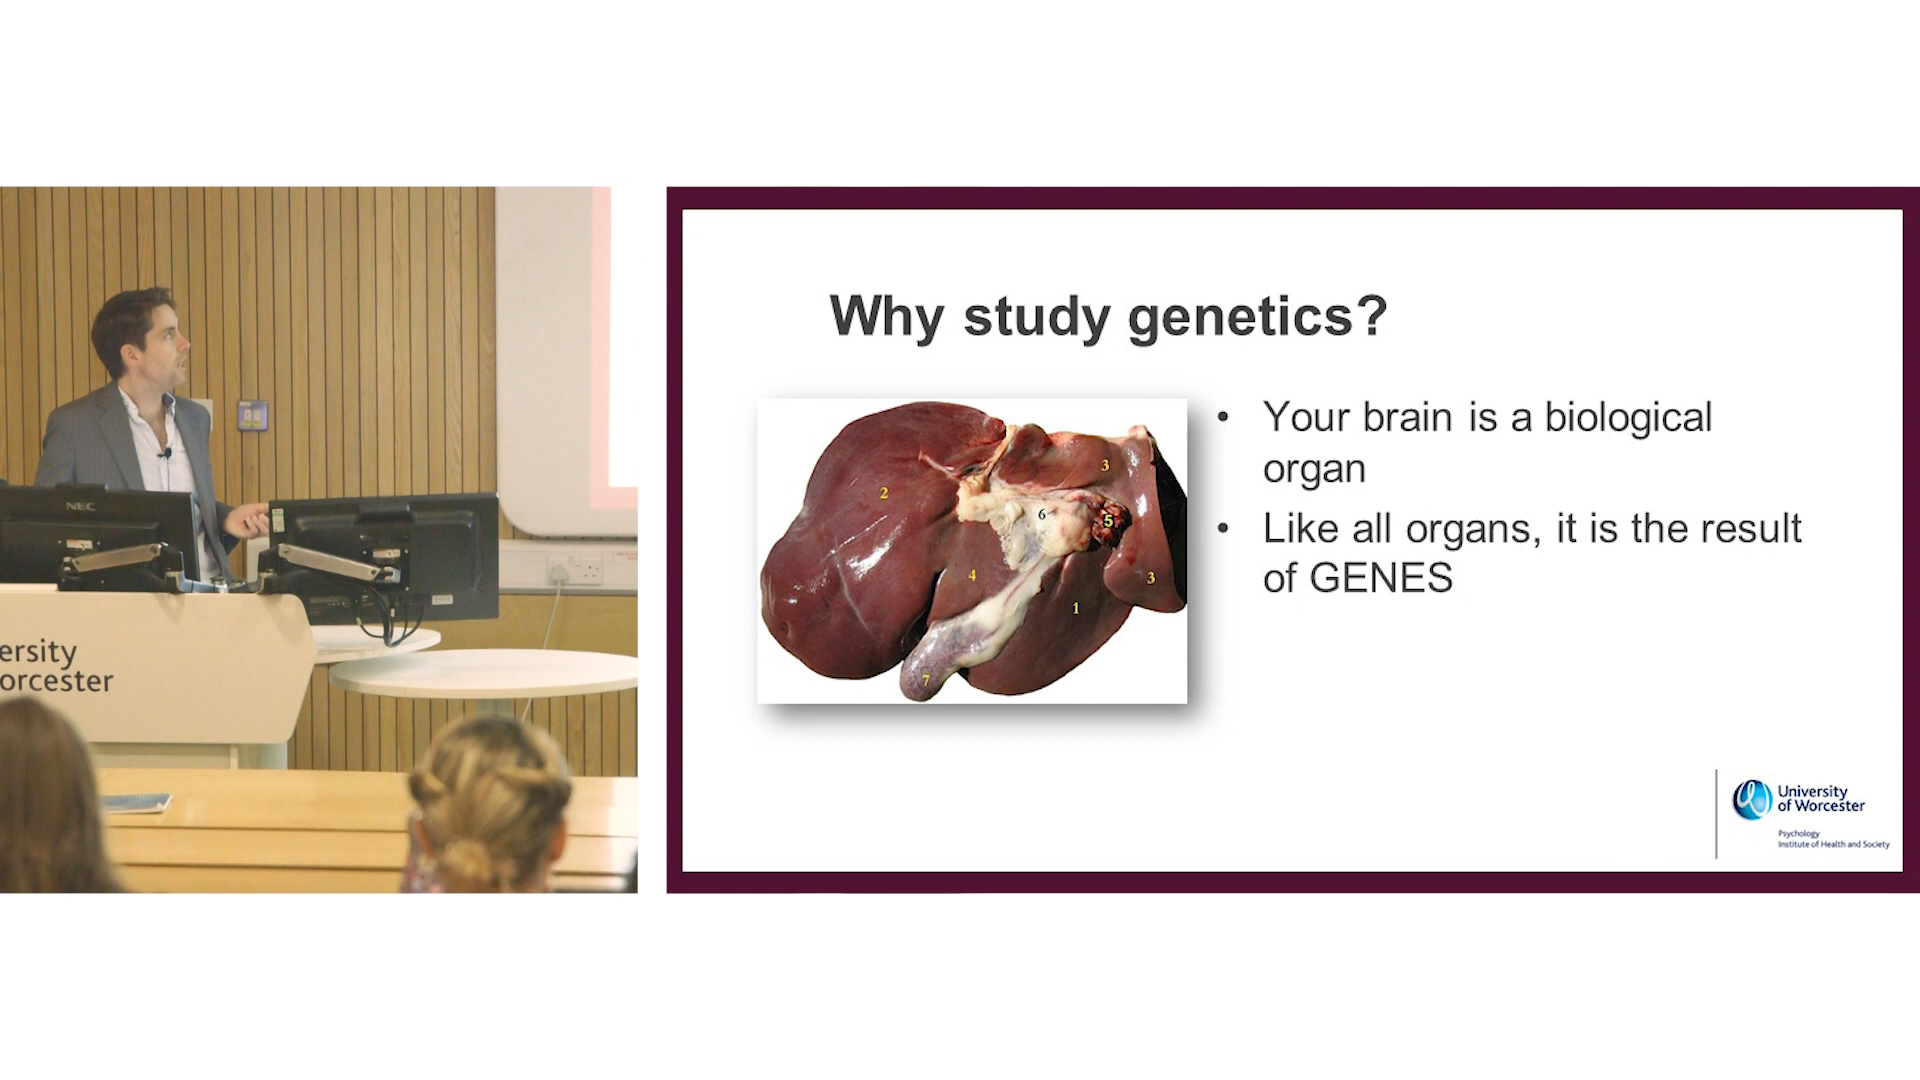 NEC
ersity
orcester
Why study genetics?
2
3
6
5
4
3
1
7
• Your brain is a biological
organ
• Like all organs, it is the result
of GENES
University
of Worcester
Psychology
Institute of Health and Society